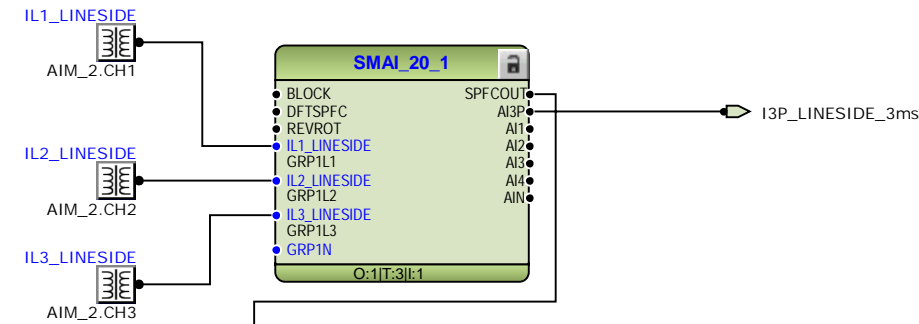 IL1_LINESIDE
AIM_2.CH1
SMAI_20_1
BLOCK SPFCOUT
DFTSPFC AI3P
REVROT AI1
IL1_LINESIDE AI2
GRP1L1 AI3
IL2_LINESIDE AI4
GRP1L2 AIN
IL3_LINESIDE
GRP1L3
GRP1N
O:1|T:3|I:1
I3P_LINESIDE_3ms
IL2_LINESIDE
AIM_2.CH2
IL3_LINESIDE
AIM_2.CH3